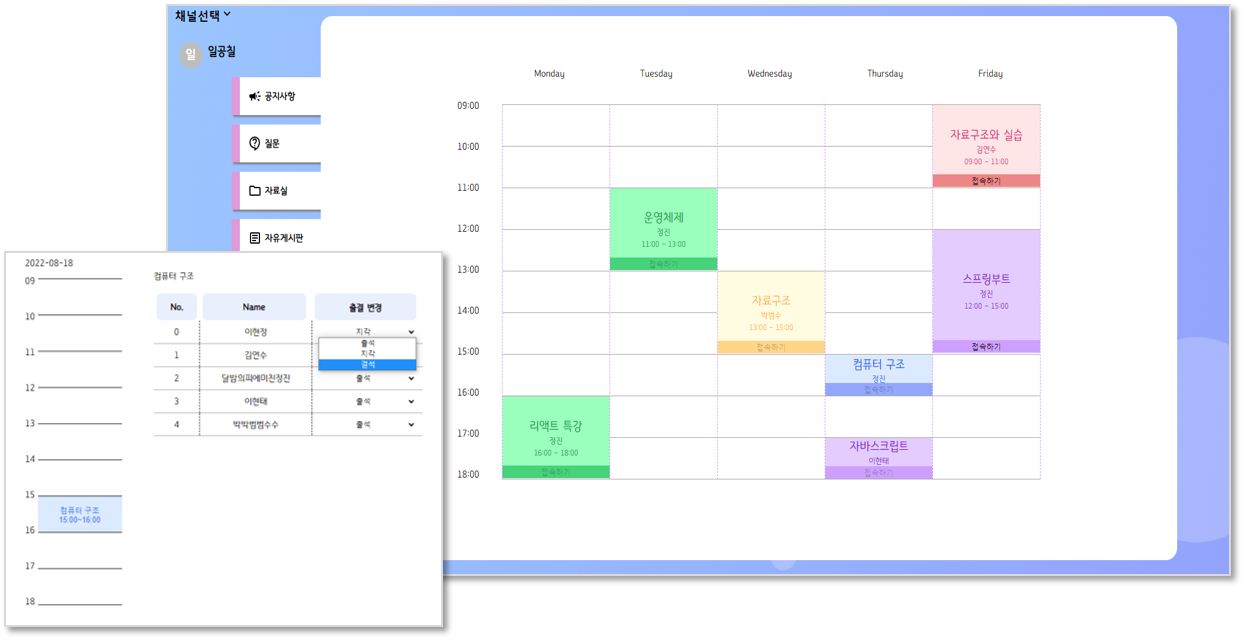 채널선택
일 일공칠
공지사항
질문
자료실
자유게시판
Monday Tuesday Wednesday Thursday Friday
09:00
10:00
11:00
12:00
13:00
14:00
15:00
16:00
17:00
18:00
리액트 특강
정진
16:00 ~ 18:00
접속하기
운영체제
정진
11:00 ~ 13:00
접속하기
자료구조
박범수
13:00 ~ 15:00
접속하기
컴퓨터 구조
정진
접속하기
자바스크립트
이현태
접속하기
자료구조와 실습
김연수
09:00 ~ 11:00
접속하기
스프링부트
정진
12:00 ~ 15:00
접속하기
2022-08-18
09
10
11
12
13
14
15
컴퓨터 구조
15:00~16:00
16
17
18
컴퓨터 구조
No. Name 출결 변경
0 이현정 지각
출석
지각
결석
1 김연수
2 달밤의피에미친정진 출석
3 이현태 출석
4 박박범범수수 출석